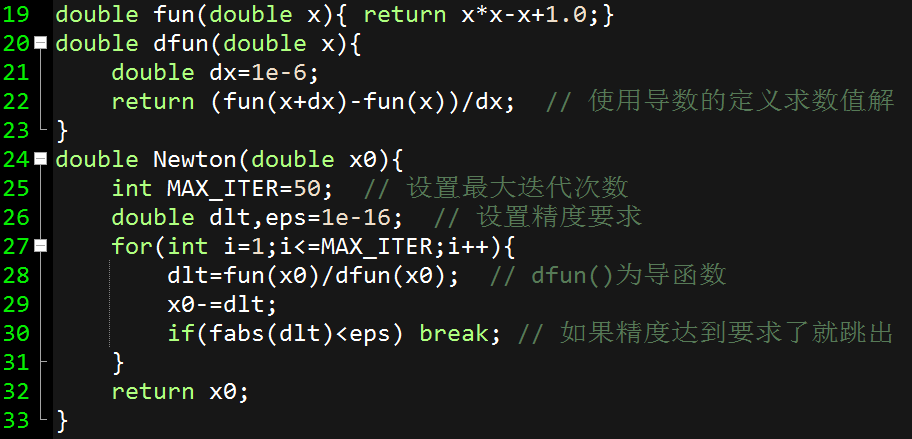 19 double fun(double x){ return x*x-x+1.0;}
20 double dfun(double x){
21     double dx=1e-6;
22     return (fun(x+dx)-fun(x))/dx;  // 使用导数的定义求数值解
23 }
24 double Newton(double x0){
25     int MAX_ITER=50;  // 设置最大迭代次数
26     double dlt,eps=1e-16;  // 设置精度要求
27     for(int i=1;i<=MAX_ITER;i++){
28         dlt=fun(x0)/dfun(x0);  // dfun()为导函数
29         x0-=dlt;
30         if(fabs(dlt)<eps) break; // 如果精度达到要求了就跳出
31     }
32     return x0;
33 }